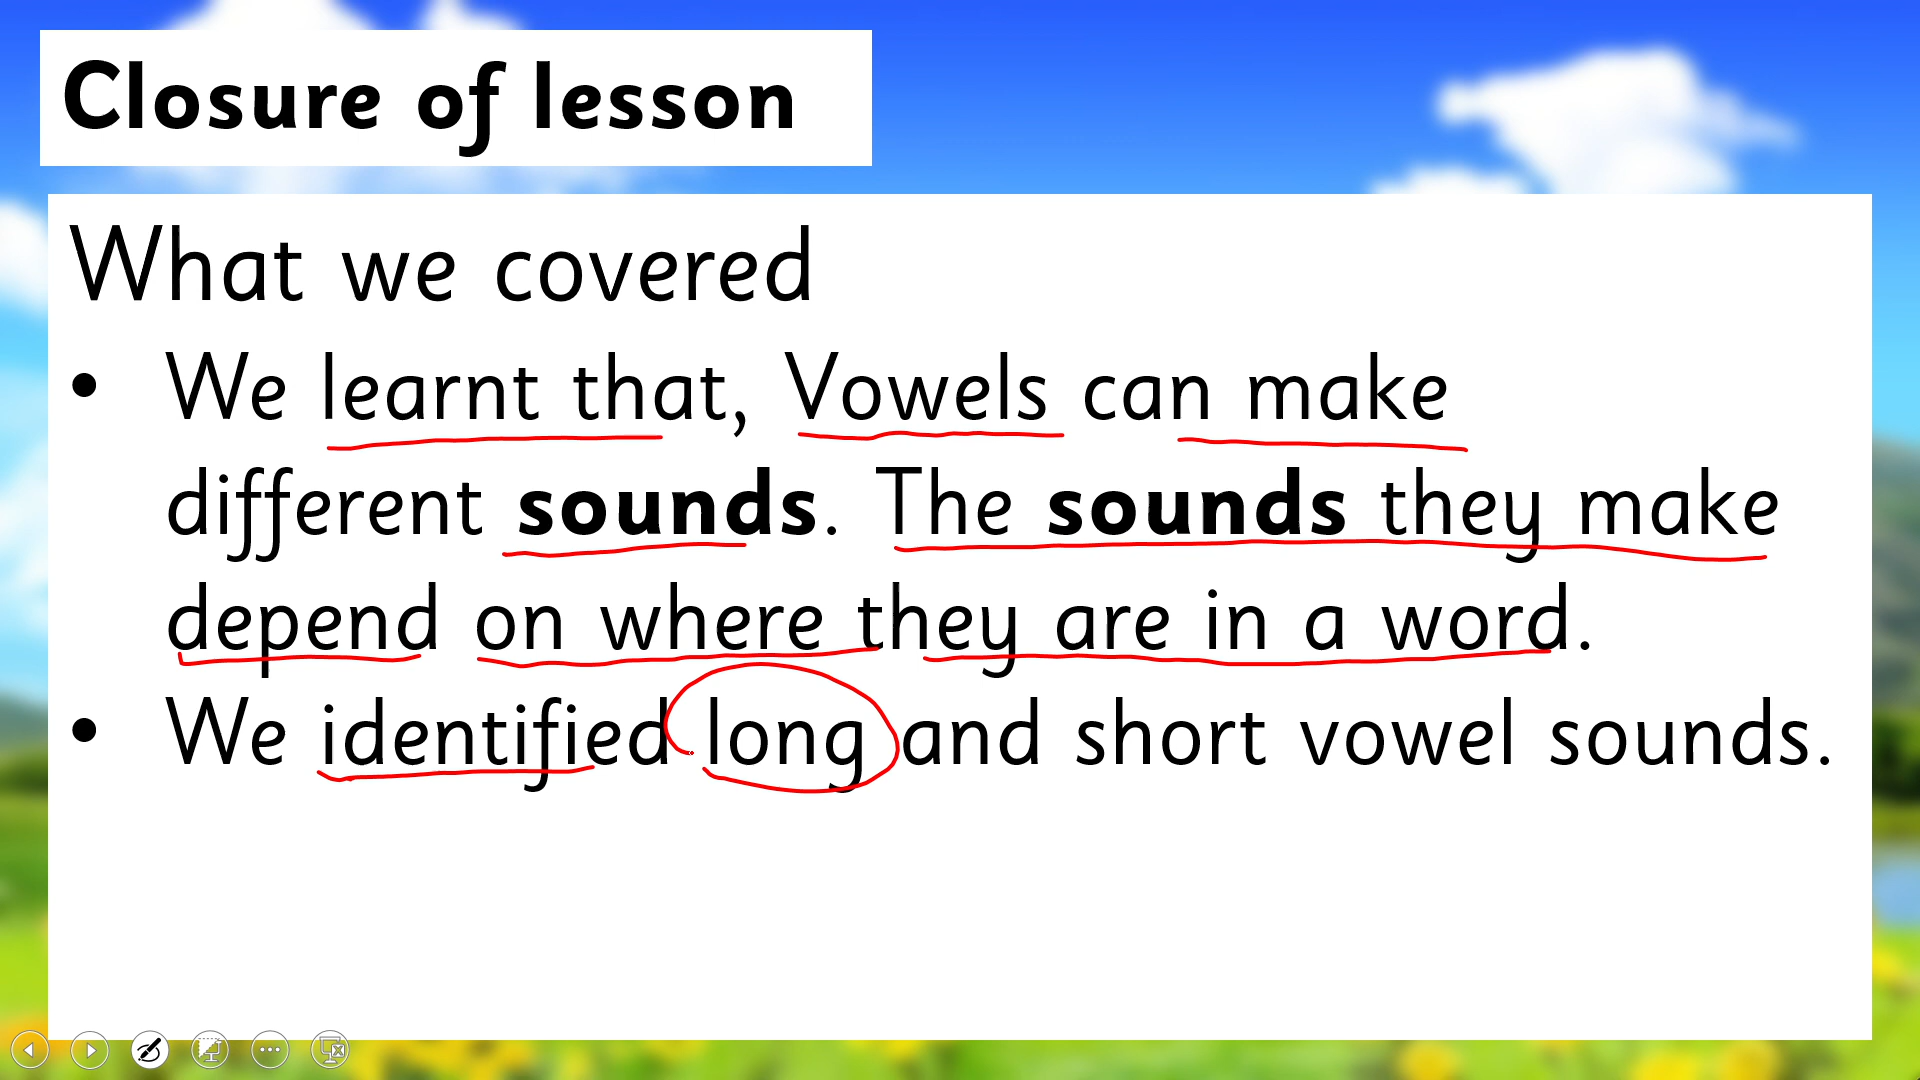 Closure of lesson
What we covered
• We learnt that, Vowels can make
different sounds. The sounds they make
depend on where they are in a word.
• We identified long and short vowel sounds.